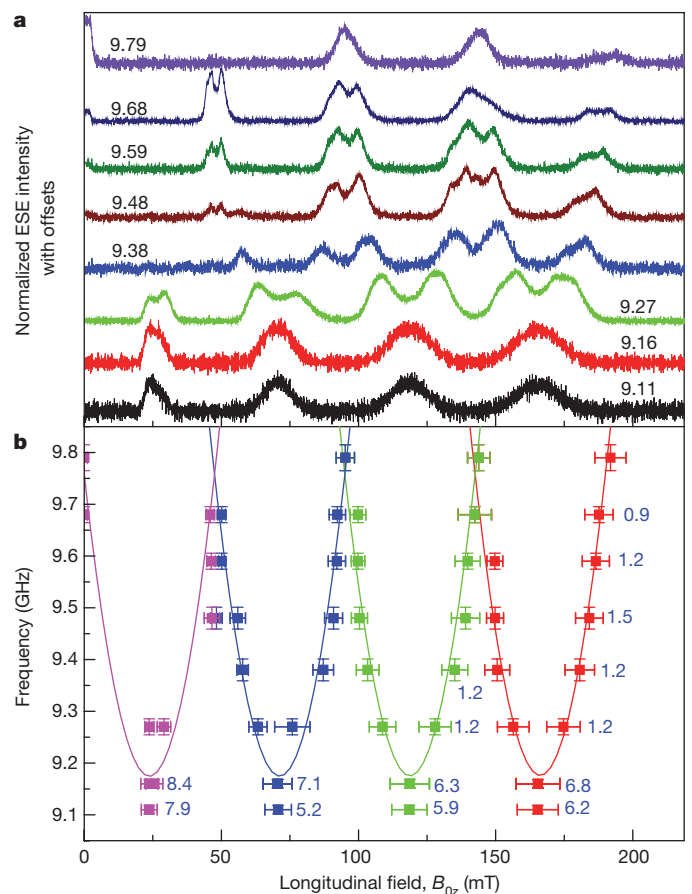 a
9.79
9.68
9.59
9.48
9.38
9.27
9.16
9.11
Normalized ESE intensity
with offsets
b
9.8
9.7
9.6
9.5
9.4
9.3
9.2
9.1
Frequency (GHz)
0.9
1.2
1.5
1.2 1.2
1.2 1.2
8.4 7.1 6.3 6.8
7.9 5.2 5.9 6.2
0 50 100 150 200
Longitudinal field, B0z (mT)